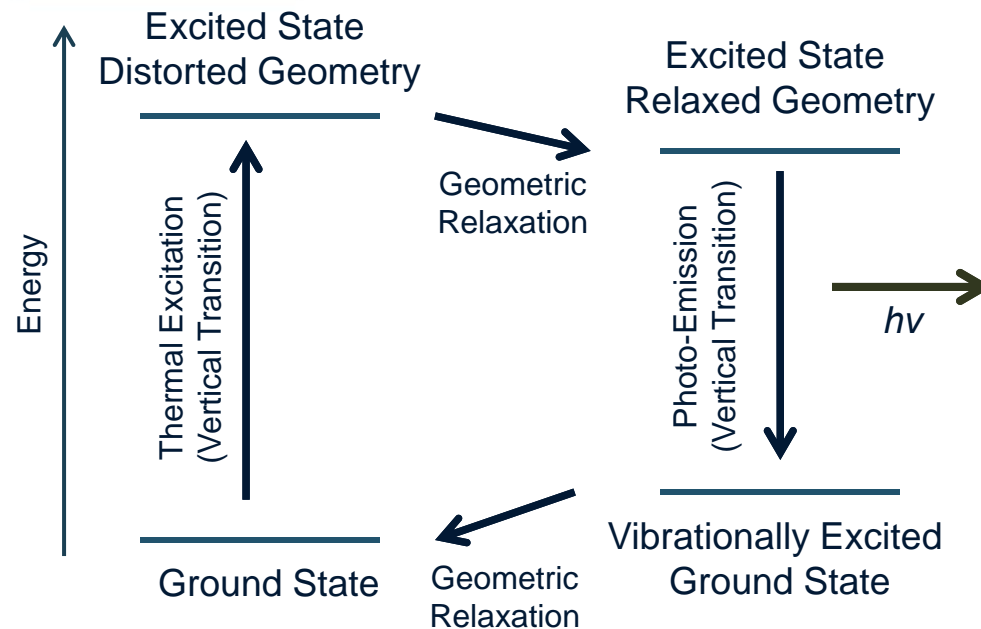 Excited State
Distorted Geometry
Excited State
Relaxed Geometry
Geometric
Relaxation
Energy
Thermal Excitation
(Vertical Transition)
Photo-Emission
(Vertical Transition)
hν
Ground State
Geometric
Relaxation
Vibrationally Excited
Ground State